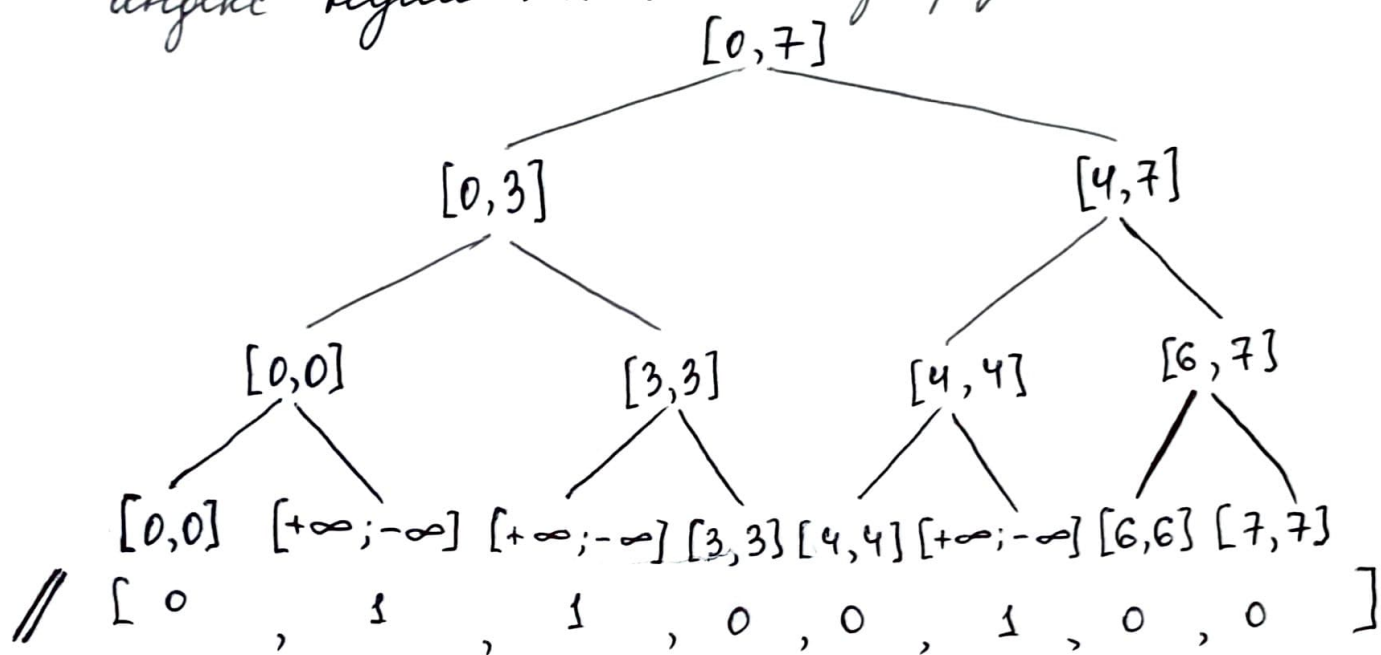 индекс
[0,7]
[0,3] [4,7]
[0,0] [3,3] [4,4] [6,7]
[0,0] [+∞;-∞] [+∞;-∞] [3,3] [4,4] [+∞;-∞] [6,6] [7,7]
// [ 0 , 1 , 1 , 0 , 0 , 1 , 0 , 0 ]